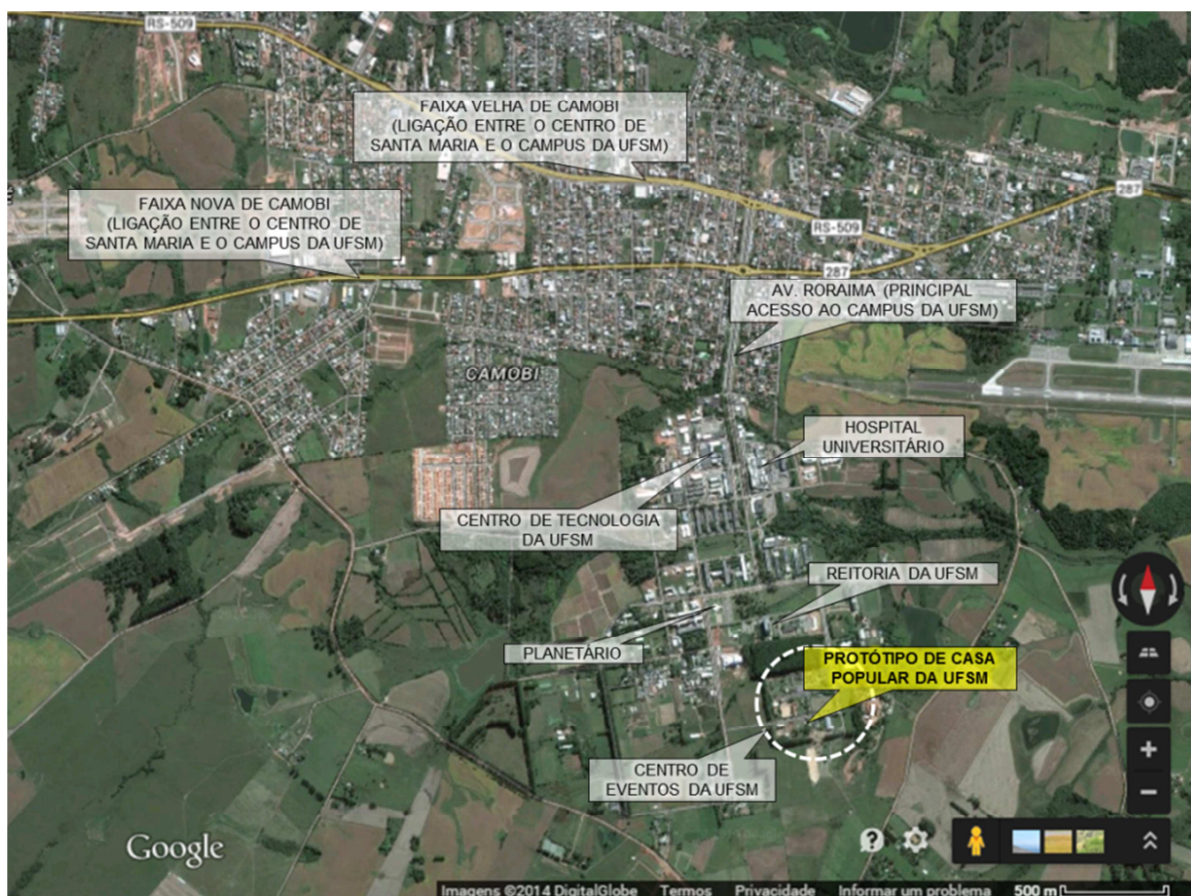 RS-509
FAIXA VELHA DE CAMOBI
(LIGAÇÃO ENTRE O CENTRO DE
SANTA MARIA E O CAMPUS DA UFSM)
287
FAIXA NOVA DE CAMOBI
(LIGAÇÃO ENTRE O CENTRO DE
SANTA MARIA E O CAMPUS DA UFSM)
RS-509
287
AV. RORAIMA (PRINCIPAL
ACESSO AO CAMPUS DA UFSM)
CAMOBI
HOSPITAL
UNIVERSITÁRIO
CENTRO DE TECNOLOGIA
DA UFSM
REITORIA DA UFSM
PLANETÁRIO
PROTÓTIPO DE CASA
POPULAR DA UFSM
CENTRO DE
EVENTOS DA UFSM
Google
?
Imagens ©2014 DigitalGlobe Termos Privacidade Informar um problema 500 m